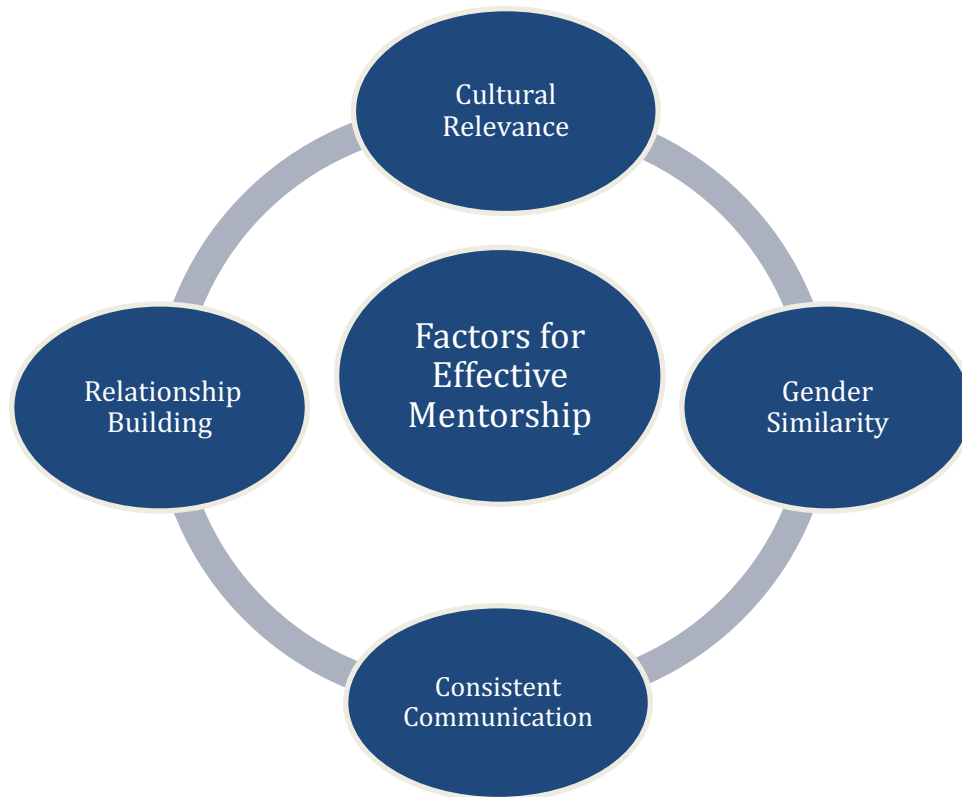 Cultural
Relevance
Factors for
Effective
Mentorship
Relationship
Building
Gender
Similarity
Consistent
Communication